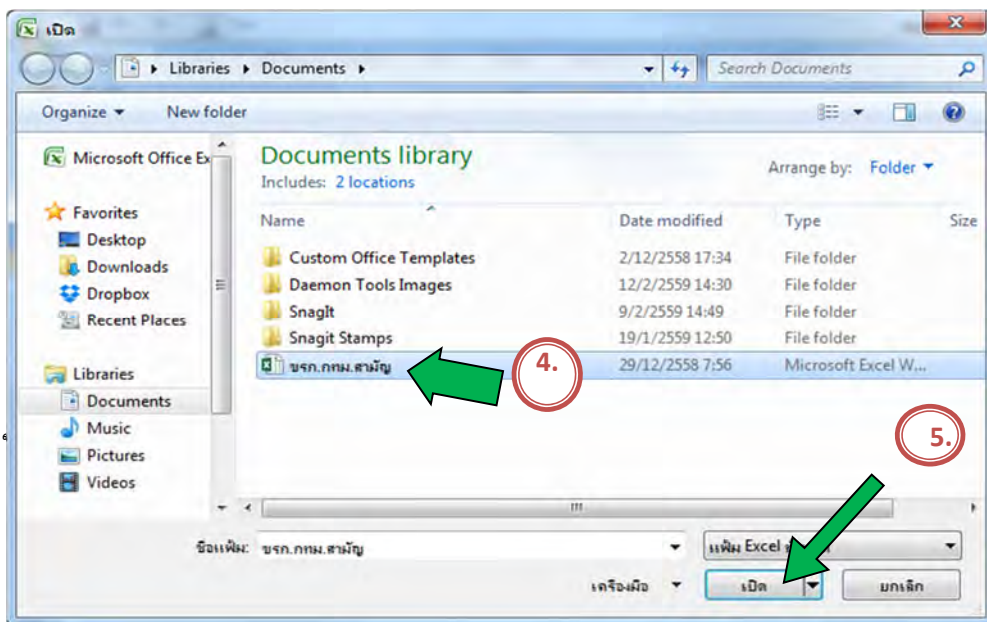 เปิด
Libraries Documents Search Documents
Organize New folder
Microsoft Office Ex
Favorites
Desktop
Downloads
Dropbox
Recent Places
Libraries
Documents
Music
Pictures
Videos
Documents library
Includes: 2 locations
Arrange by: Folder
Name Date modified Type Size
Custom Office Templates 2/12/2558 17:34 File folder
Daemon Tools Images 12/2/2559 14:30 File folder
SnagIt 9/2/2559 14:49 File folder
Snagit Stamps 19/1/2559 12:50 File folder
ขรก.กทม.สามัญ 29/12/2558 7:56 Microsoft Excel W...
4.
5.
ชื่อแฟ้ม: ขรก.กทม.สามัญ แฟ้ม Excel
เครื่องมือ เปิด ยกเลิก